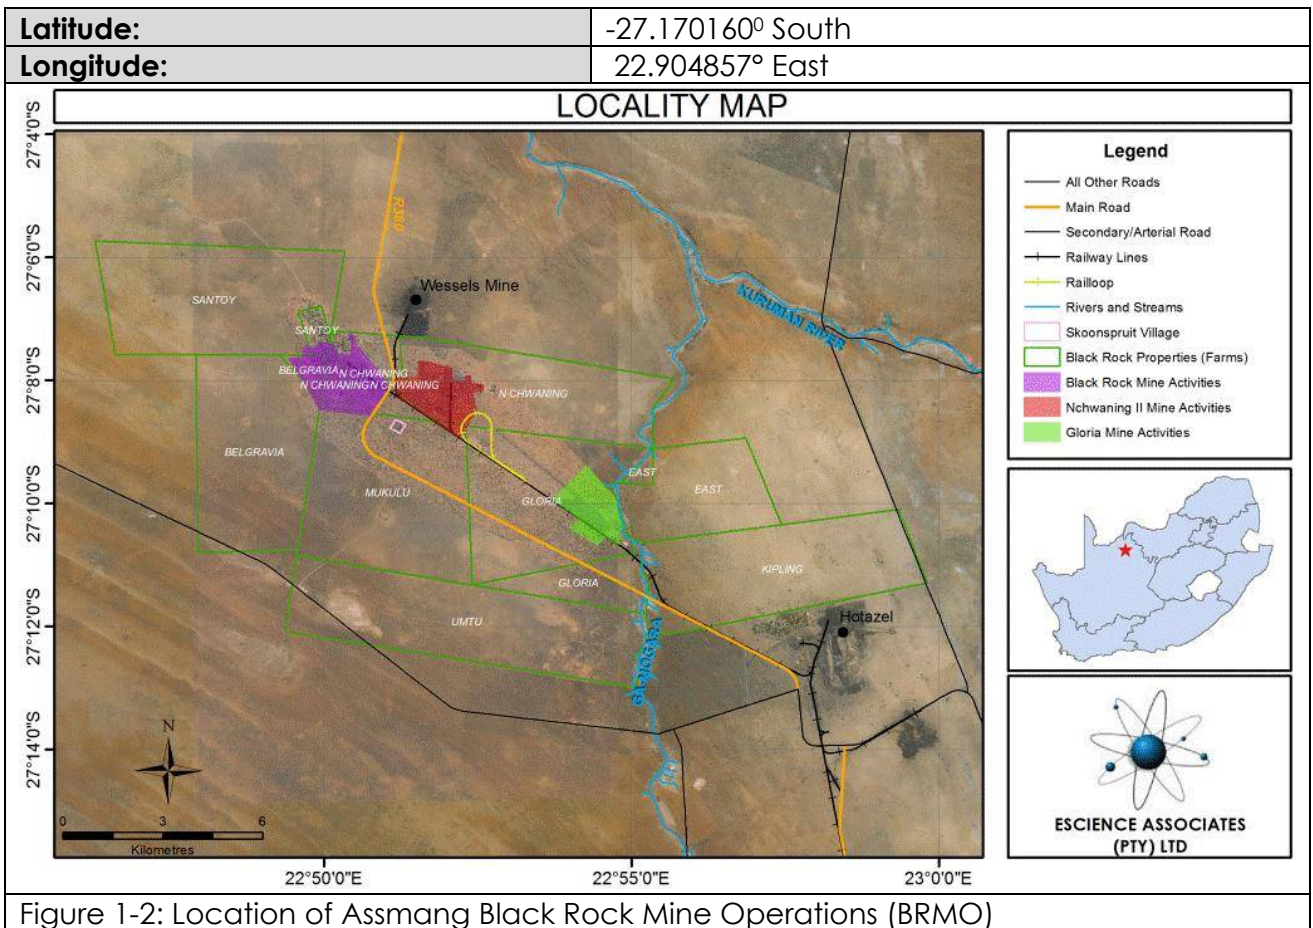 Latitude: -27.170160⁰ South
Longitude: 22.904857° East
LOCALITY MAP
27°4'0"S
27°6'0"S
27°8'0"S
27°10'0"S
27°12'0"S
27°14'0"S
R380
Wessels Mine
SANTOY
SANTOY
KURUMAN RIVER
BELGRAVIA
N CHWANING
N CHWANING
N CHWANING
N CHWANING
BELGRAVIA
MUKULU
GLORIA
EAST
EAST
GLORIA
KIPLING
UMTU
Hotazel
GA-MOGARA
N
0 3 6
Kilometres
22°50'0"E
22°55'0"E
23°0'0"E
Legend
All Other Roads
Main Road
Secondary/Arterial Road
Railway Lines
Railloop
Rivers and Streams
Skoonspruit Village
Black Rock Properties (Farms)
Black Rock Mine Activities
Nchwaning II Mine Activities
Gloria Mine Activities
ESCIENCE ASSOCIATES
(PTY) LTD
Figure 1-2: Location of Assmang Black Rock Mine Operations (BRMO)